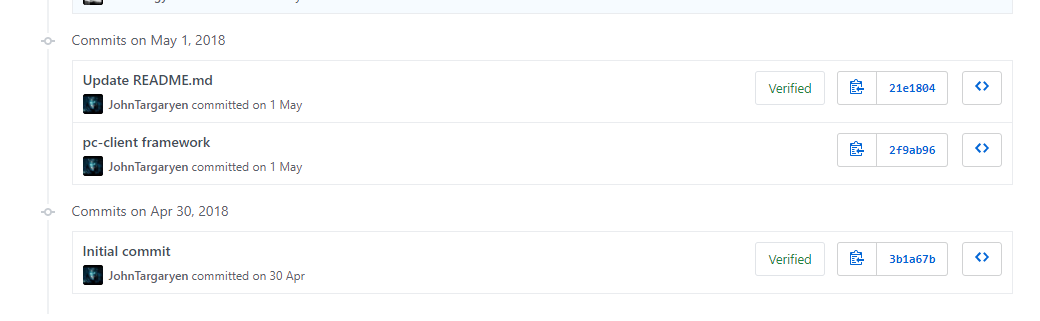 Commits on May 1, 2018
Update README.md
JohnTargaryen committed on 1 May
Verified
21e1804
pc-client framework
JohnTargaryen committed on 1 May
2f9ab96
Commits on Apr 30, 2018
Initial commit
JohnTargaryen committed on 30 Apr
Verified
3b1a67b